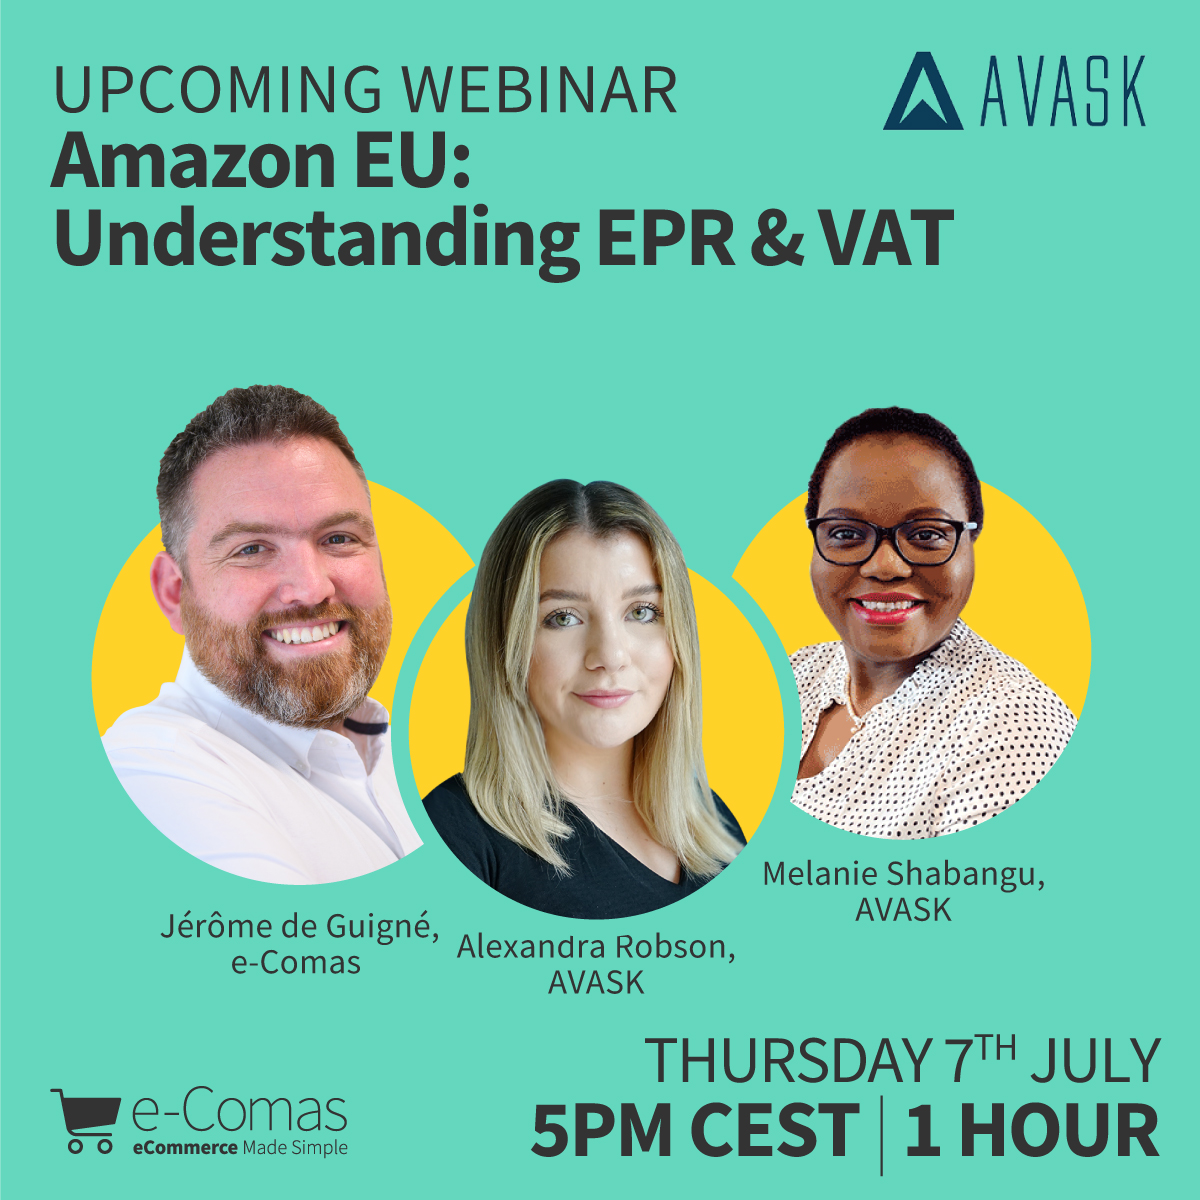 UPCOMING WEBINAR
Amazon EU:
Understanding EPR & VAT
AVASK
Jérôme de Guigné,
e-Comas
Alexandra Robson,
AVASK
Melanie Shabangu,
AVASK
THURSDAY 7TH JULY
5PM CEST | 1 HOUR
e-Comas
eCommerce Made Simple